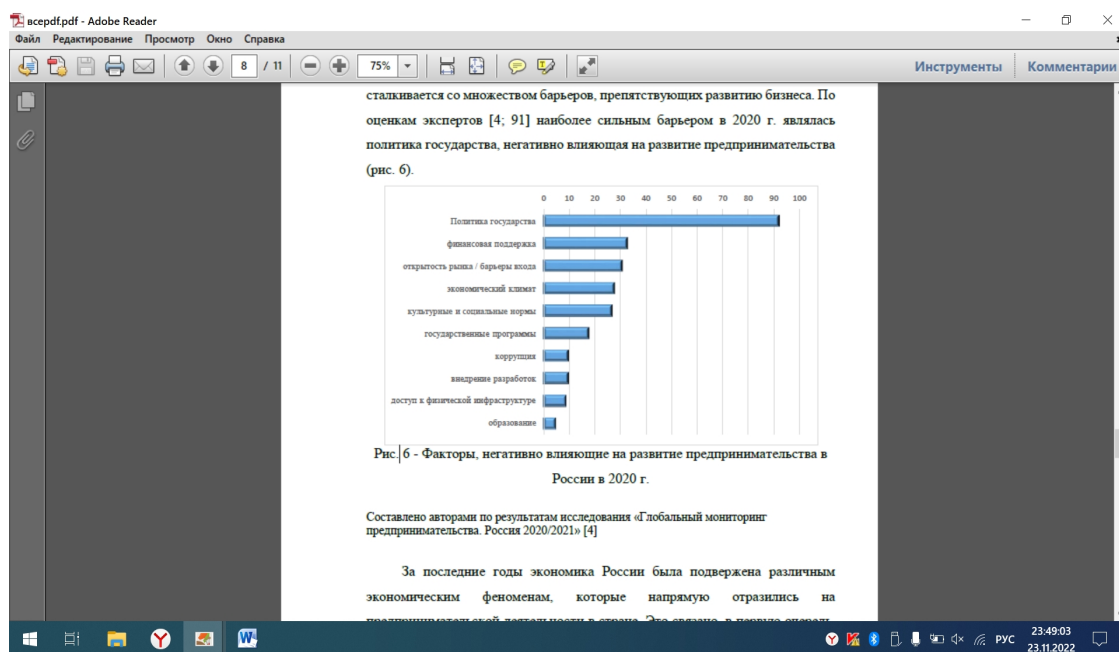 всерdf.pdf - Adobe Reader
Файл Редактирование Просмотр Окно Справка
8 / 11 75% Инструменты Комментарии
сталкивается со множеством барьеров, препятствующих развитию бизнеса. По
оценкам экспертов [4; 91] наиболее сильным барьером в 2020 г. являлась
политика государства, негативно влияющая на развитие предпринимательства
(рис. 6).
0 10 20 30 40 50 60 70 80 90 100
Политика государства
финансовая поддержка
открытость рынка / барьеры входа
экономический климат
культурные и социальные нормы
государственные программы
коррупция
внедрение разработок
доступ к физической инфраструктуре
образование
Рис. 6 - Факторы, негативно влияющие на развитие предпринимательства в
России в 2020 г.
Составлено авторами по результатам исследования «Глобальный мониторинг
предпринимательства. Россия 2020/2021» [4]
За последние годы экономика России была подвержена различным
экономическим феноменам, которые напрямую отразились на
РУС
23:49:03
23.11.2022